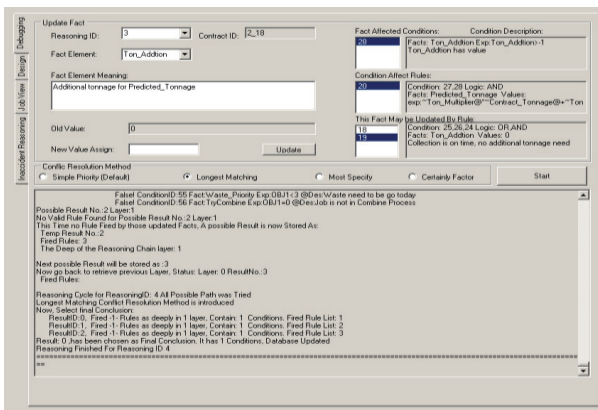 Debugging
Design
Job View
Inaccident Reasoning
Update Fact
Reasoning ID:
3
Contract ID:
2_18
Fact Element:
Ton_Addtion
Fact Element Meaning:
Additional tonnage for Predicted_Tonnage
Old Value:
0
New Value Assign:
Update
Fact Affected Conditions:
Condition Description:
20
Facts: Ton_Addtion Exp:Ton_Addtion>-1
Ton_Addtion has value
Condition Affect Rules:
20
Condition: 27,28 Logic: AND
Facts: Predicted_Tonnage Values:
exp:~Ton_Multiplier@*~Contract_Tonnage@+~Ton
This Fact May be Updated By Rule:
18
19
Condition: 25,26,24 Logic: OR,AND
Facts: Ton_Addtion Values: 0
Collection is on time, no additional tonnage need
Conflic Resolution Method
Simple Priority (Default)
Longest Matching
Most Specify
Certainly Factor
Start
False! ConditionID:55 Fact:Waste_Priority Exp:OBJ1<3 @Des:Waste need to be go today
False! ConditionID:56 Fact:TryCombine Exp:OBJ1=0 @Des:Job is not in Combine Process
Possible Result No.:2 Layer:1
No Valid Rule Found for Possible Result No.:2 Layer:1
This Time no Rule Fired by those updated Facts, A possible Result is now Stored As:
Temp Result No.:2
Fired Rules: 3
The Deep of the Reasoning Chain layer: 1
Next possible Result will be stored as :3
Now go back to retrieve previous Layer, Status: Layer: 0 ResultNo.:3
Fired Rules:
Reasoning Cycle for ReasoningID: 4 All Possible Path was Tried
Longest Matching Conflict Resolution Method is introduced
Now, Select final Conclusion:
ResultID:0, Fired -1- Rules as deeply in 1 layer, Contain: 1 Conditions. Fired Rule List: 1
ResultID:1, Fired -1- Rules as deeply in 1 layer, Contain: 1 Conditions. Fired Rule List: 2
ResultID:2, Fired -1- Rules as deeply in 1 layer, Contain: 1 Conditions. Fired Rule List: 3
Result: 0 ,has been chosen as Final Conclusion. It has 1 Conditions, Database Updated
Reasoning Finished For Reasoning ID 4